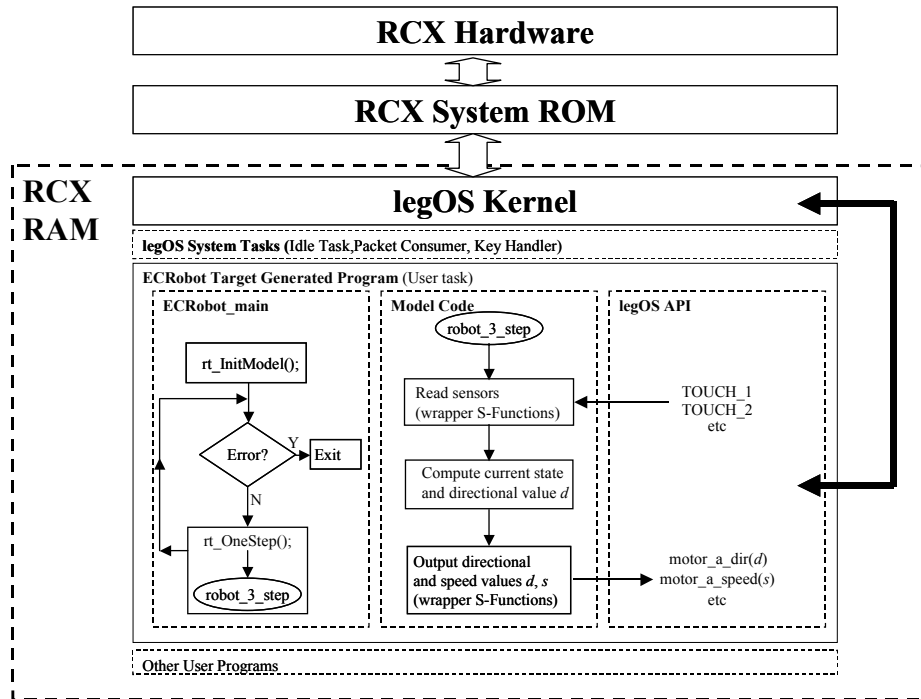 RCX Hardware
RCX System ROM
RCX
RAM
legOS Kernel
legOS System Tasks (Idle Task,Packet Consumer, Key Handler)
ECRobot Target Generated Program (User task)
ECRobot_main
rt_InitModel();
Error?
Y
Exit
N
rt_OneStep();
robot_3_step
Model Code
robot_3_step
Read sensors
(wrapper S-Functions)
Compute current state
and directional value d
Output directional
and speed values d, s
(wrapper S-Functions)
legOS API
TOUCH_1
TOUCH_2
etc
motor_a_dir(d)
motor_a_speed(s)
etc
Other User Programs